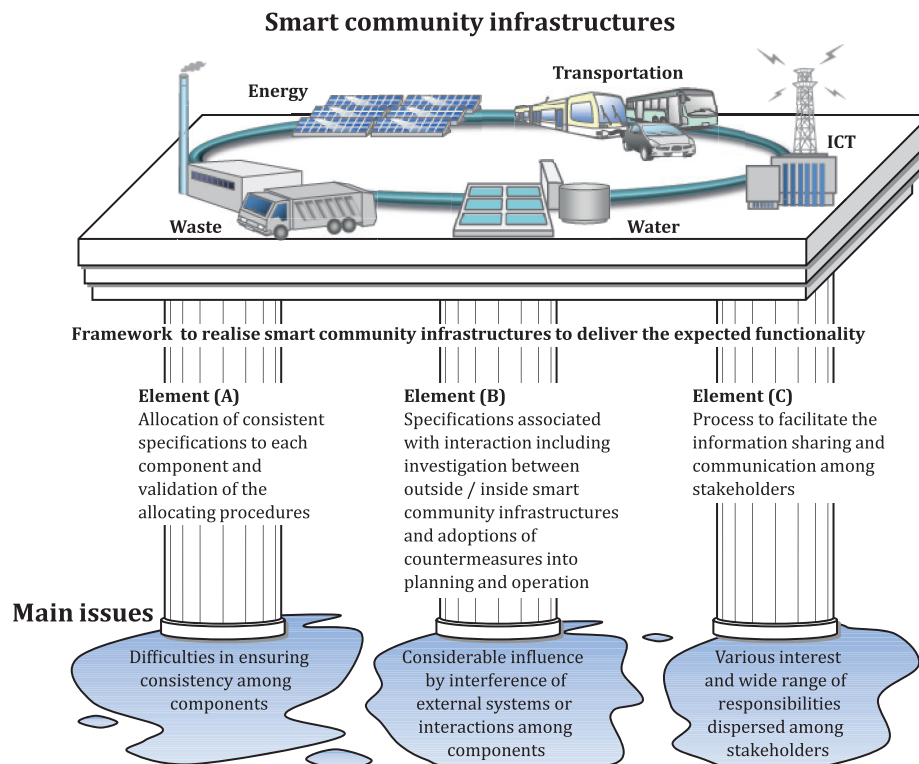 Smart community infrastructures
Transportation
Energy
ICT
Waste
Water
Framework to realise smart community infrastructures to deliver the expected functionality
Element (A)
Allocation of consistent
specifications to each
component and
validation of the
allocating procedures
Element (B)
Specifications associated
with interaction including
investigation between
outside / inside smart
community infrastructures
and adoptions of
countermeasures into
planning and operation
Element (C)
Process to facilitate the
information sharing and
communication among
stakeholders
Main issues
Difficulties in ensuring
consistency among
components
Considerable influence
by interference of
external systems or
interactions among
components
Various interest
and wide range of
responsibilities
dispersed among
stakeholders